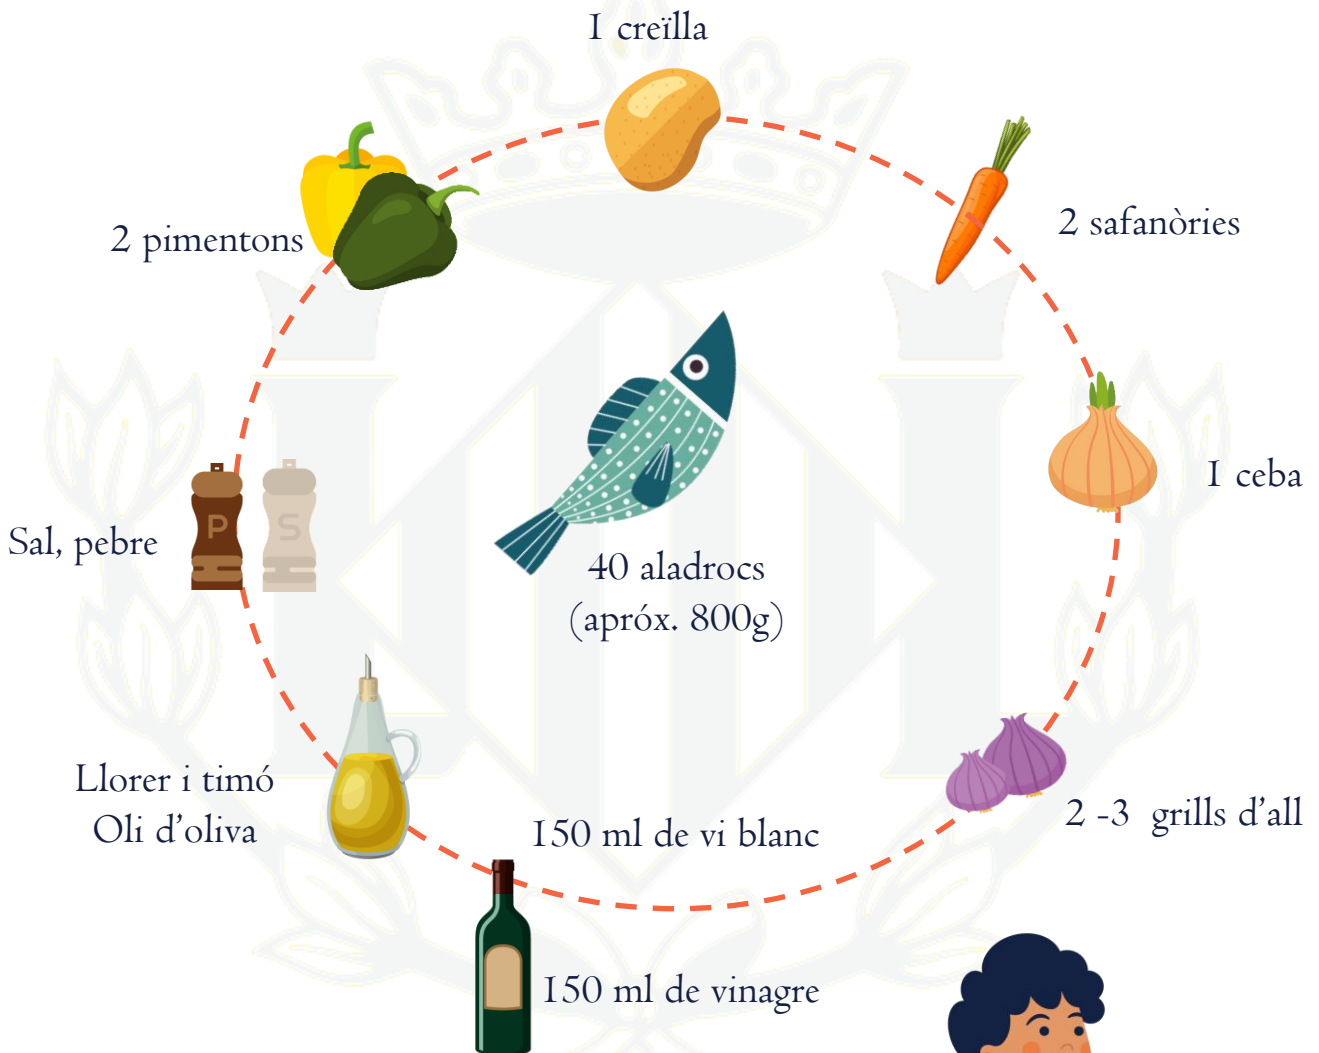 1 creïlla
2 pimentons
2 safanòries
1 ceba
Sal, pebre
P
S
40 aladrocs
(apróx. 800g)
Llorer i timó
Oli d'oliva
2 -3 grills d'all
150 ml de vi blanc
150 ml de vinagre